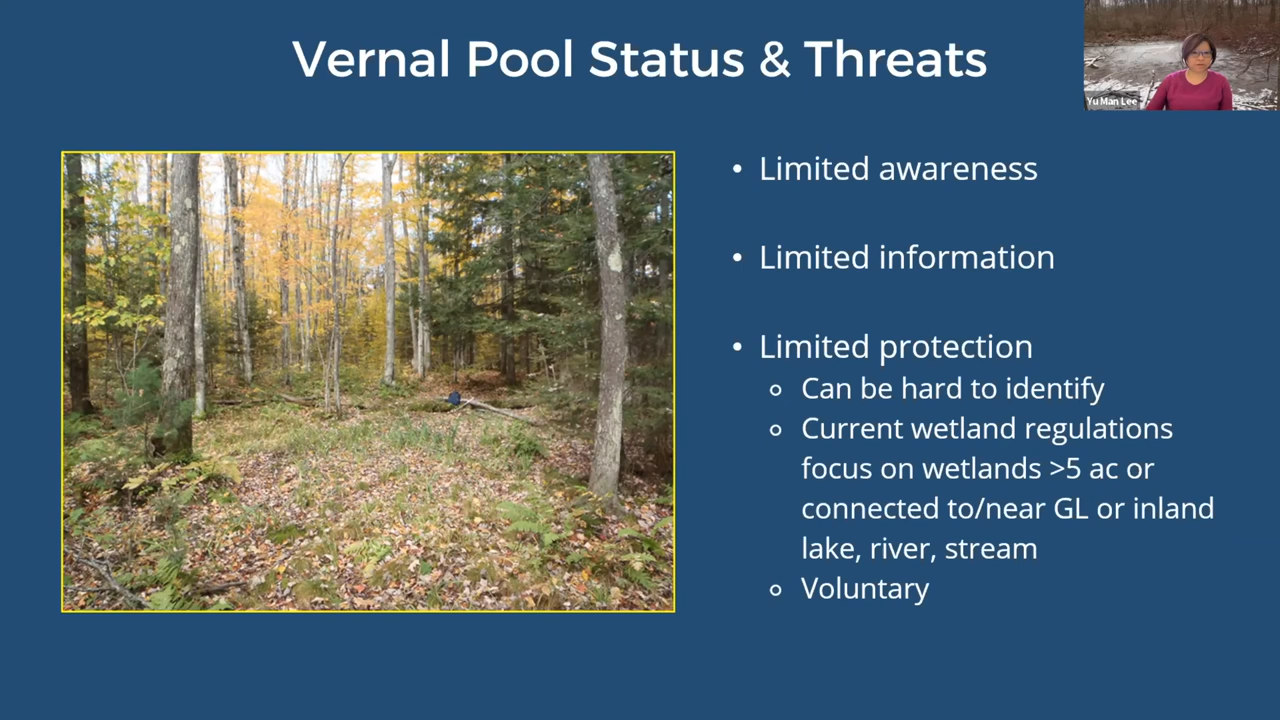 Vernal Pool Status & Threats
Yu Man Lee
• Limited awareness
• Limited information
• Limited protection
Can be hard to identify
Current wetland regulations
focus on wetlands >5 ac or
connected to/near GL or inland
lake, river, stream
Voluntary